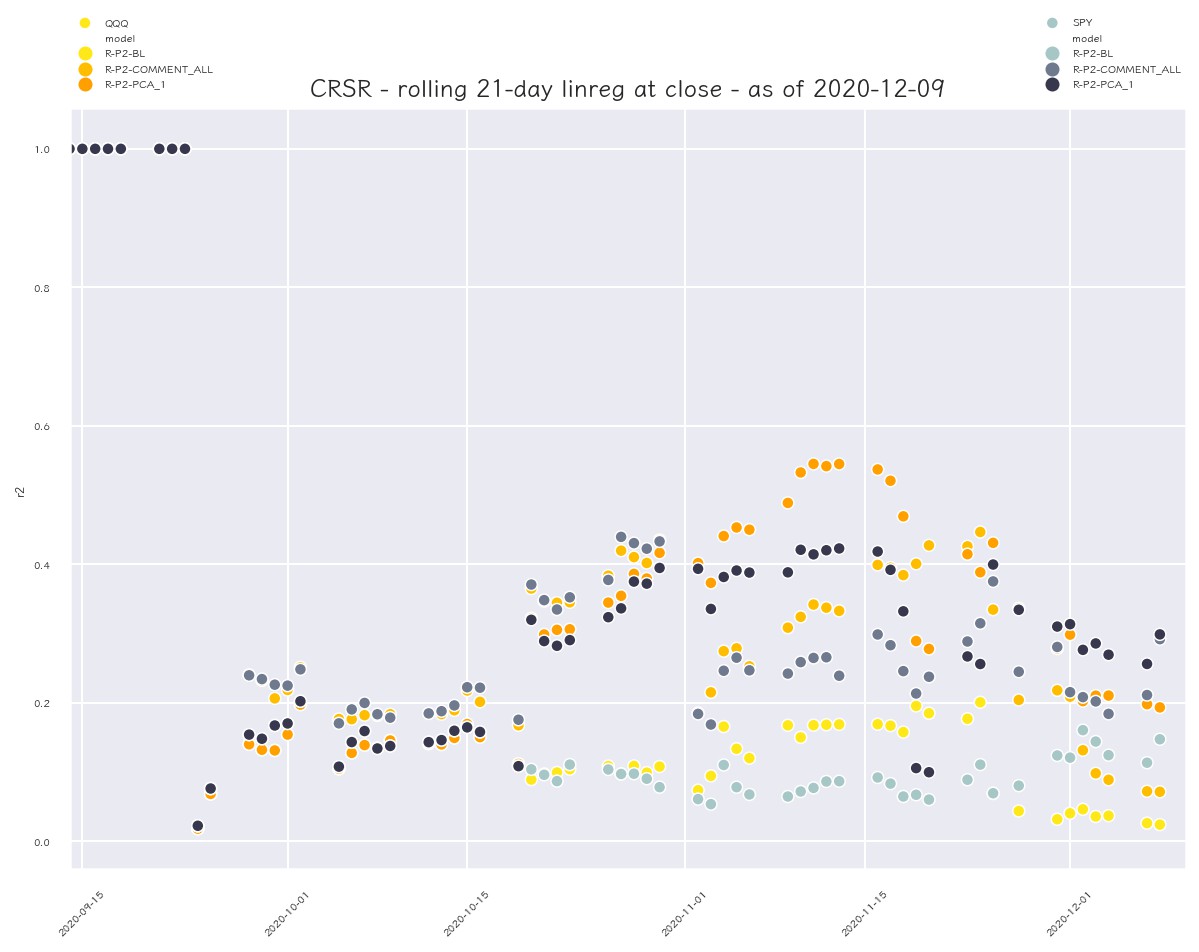 QQQ
model
R-P2-BL
R-P2-COMMENT_ALL
R-P2-PCA_1
SPY
model
R-P2-BL
R-P2-COMMENT_ALL
R-P2-PCA_1
CRSR - rolling 21-day linreg at close - as of 2020-12-09
1.0
0.8
0.6
0.4
0.2
0.0
r2
2020-09-15
2020-10-01
2020-10-15
2020-11-01
2020-11-15
2020-12-01